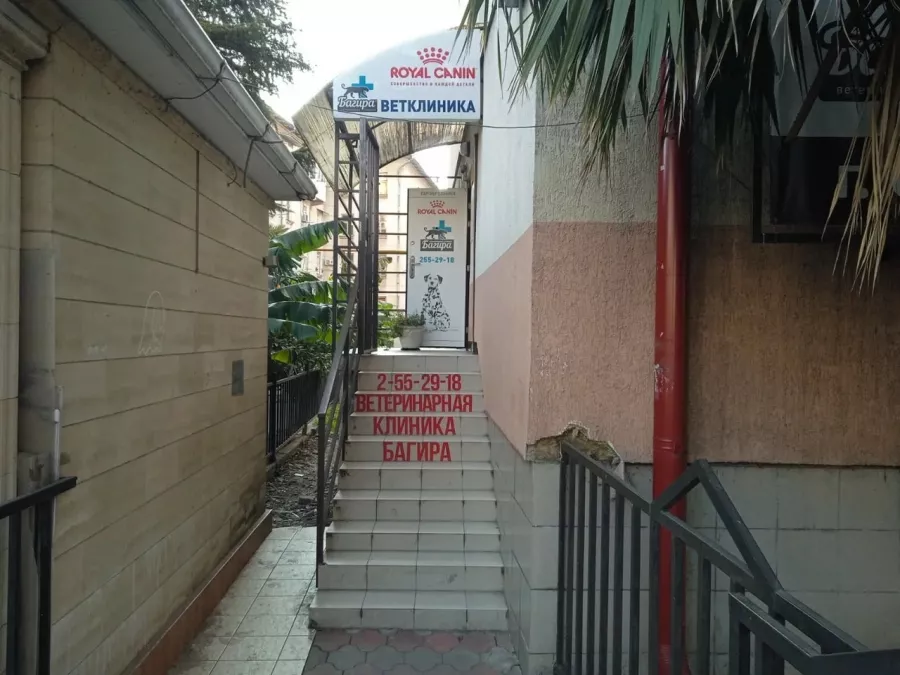 ROYAL CANIN
Багира
ВЕТКЛИНИКА
ROYAL CANIN
Багира
255-29-18
2-55-29-18
ВЕТЕРИНАРНАЯ
КЛИНИКА
БАГИРА